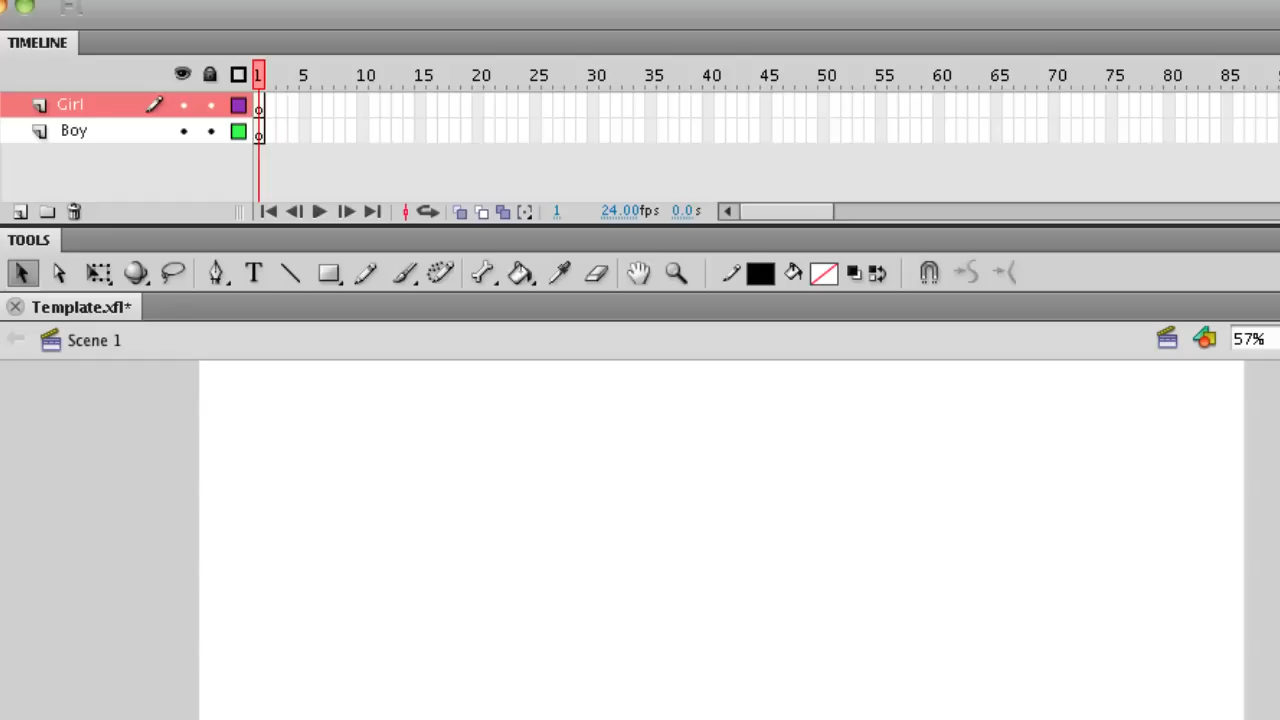 Fl
TIMELINE
1 5 10 15 20 25 30 35 40 45 50 55 60 65 70 75 80 85
Girl
Boy
1 24.00fps 0.0s
TOOLS
T
Template.xfl*
Scene 1 57%